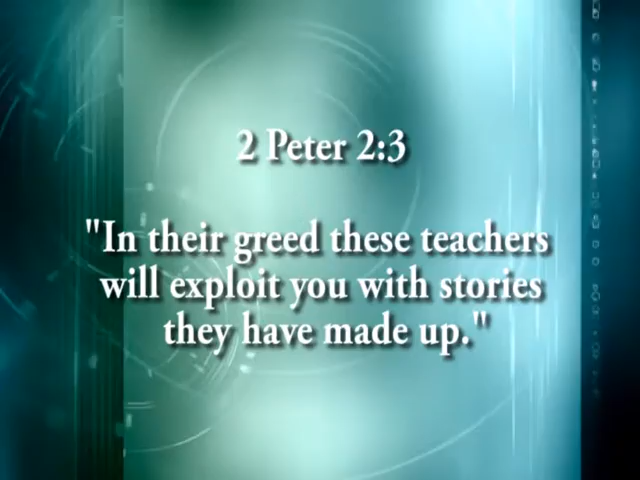 2 Peter 2:3
"In their greed these teachers
will exploit you with stories
they have made up."